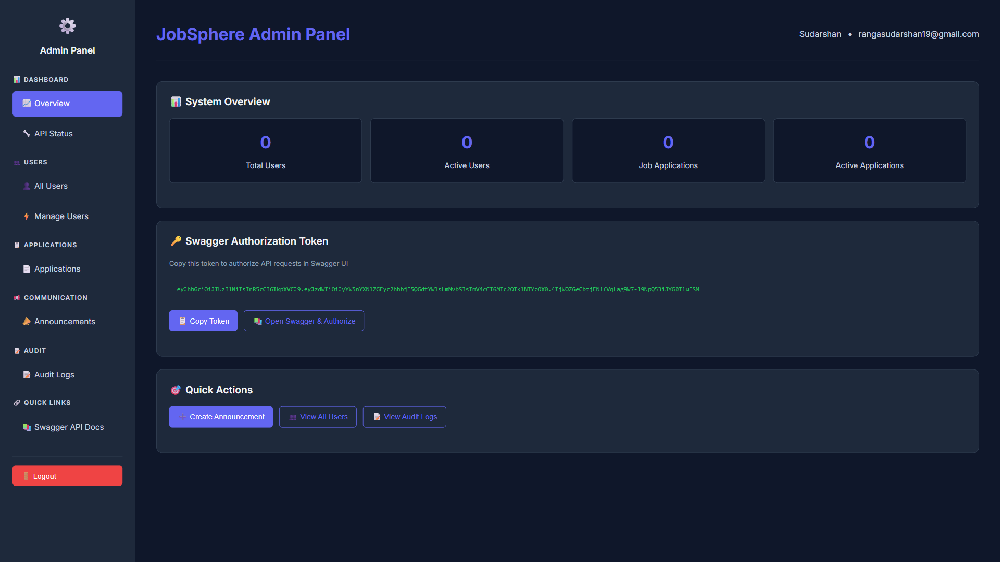 Admin Panel
DASHBOARD
Overview
API Status
USERS
All Users
Manage Users
APPLICATIONS
Applications
COMMUNICATION
Announcements
AUDIT
Audit Logs
QUICK LINKS
Swagger API Docs
Logout
JobSphere Admin Panel
Sudarshan • rangasudarshan19@gmail.com
System Overview
0
Total Users
0
Active Users
0
Job Applications
0
Active Applications
Swagger Authorization Token
Copy this token to authorize API requests in Swagger UI
eyJhbGciOiJIUzI1NiIsInR5cCI6IkpXVCJ9.eyJzdWIiOiJyYW5nYXN1ZGFyc2hhbjE5QGdtYWlsLmNvbSIsImV4cCI6MTc2OTk1NTYzOX0.4IjWOZ6eCbtjEN1fVqLag9W7-l9NpQ53iJYG0TluFSM
Copy Token
Open Swagger & Authorize
Quick Actions
Create Announcement
View All Users
View Audit Logs